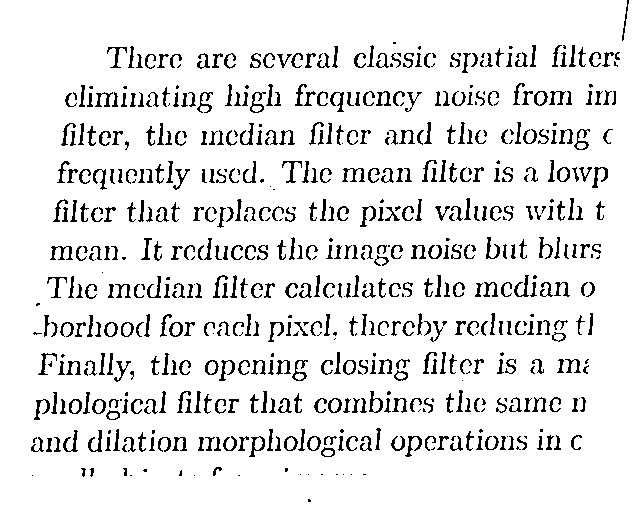 There are several classic spatial filters
eliminating high frequency noise from im
filter, the median filter and the closing
frequently used. The mean filter is a lowp
filter that replaces the pixel values with t
mean. It reduces the image noise but blurs
The median filter calculates the median o
-borhood for each pixel, thereby reducing th
Finally, the opening closing filter is a ma
phological filter that combines the same
and dilation morphological operations in